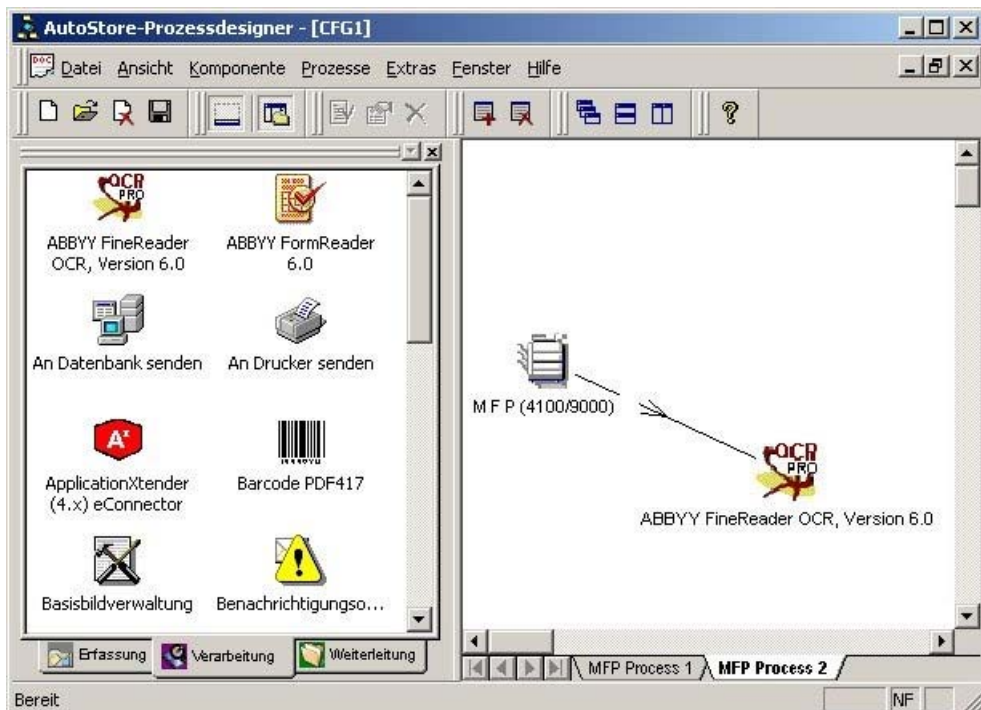 AutoStore-Prozessdesigner - [CFG1]
DOC
Datei Ansicht Komponente Prozesse Extras Fenster Hilfe
OCR PRO
ABBYY FineReader
OCR, Version 6.0
ABBYY FormReader
6.0
An Datenbank senden
An Drucker senden
ApplicationXtender
(4.x) eConnector
Barcode PDF417
Basisbildverwaltung
Benachrichtigungso...
Erfassung
Verarbeitung
Weiterleitung
M F P (4100/9000)
OCR PRO
ABBYY FineReader OCR, Version 6.0
MFP Process 1
MFP Process 2
Bereit
NF